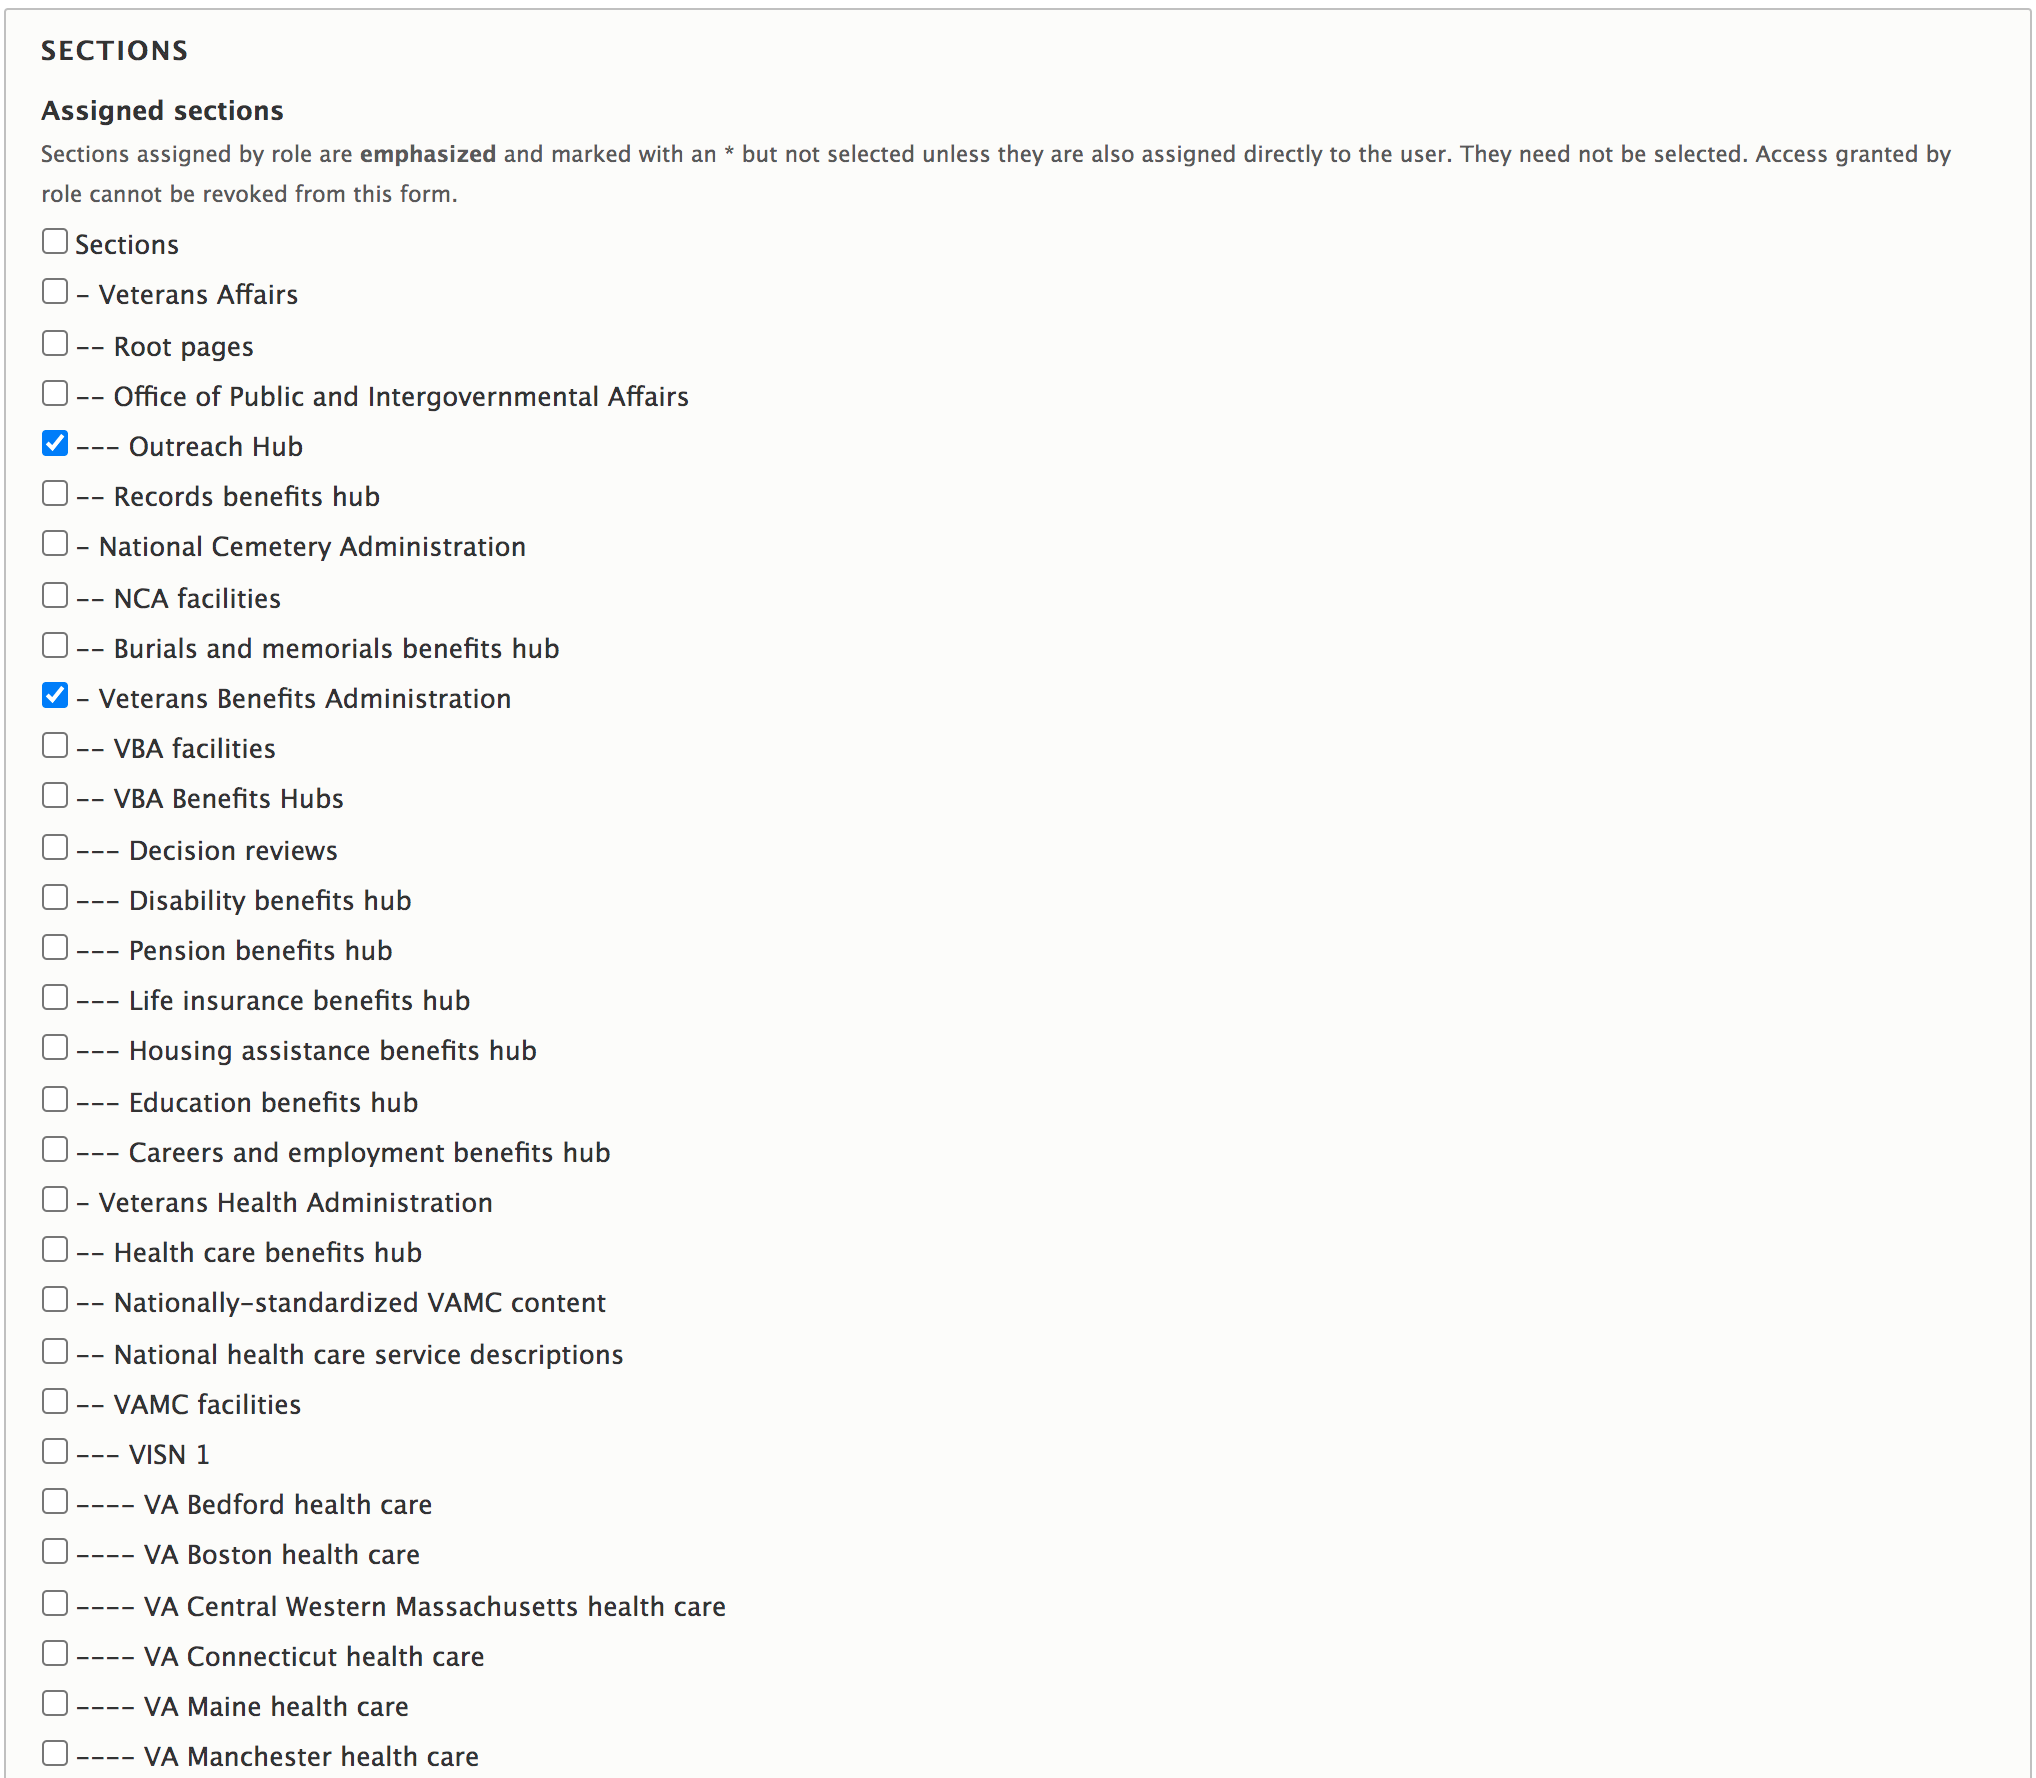 SECTIONS
Assigned sections
Sections assigned by role are emphasized and marked with an * but not selected unless they are also assigned directly to the user. They need not be selected. Access granted by
role cannot be revoked from this form.
Sections
- Veterans Affairs
-- Root pages
-- Office of Public and Intergovernmental Affairs
--- Outreach Hub
-- Records benefits hub
- National Cemetery Administration
-- NCA facilities
-- Burials and memorials benefits hub
- Veterans Benefits Administration
-- VBA facilities
-- VBA Benefits Hubs
--- Decision reviews
--- Disability benefits hub
--- Pension benefits hub
--- Life insurance benefits hub
--- Housing assistance benefits hub
--- Education benefits hub
--- Careers and employment benefits hub
- Veterans Health Administration
-- Health care benefits hub
-- Nationally-standardized VAMC content
-- National health care service descriptions
-- VAMC facilities
--- VISN 1
---- VA Bedford health care
---- VA Boston health care
---- VA Central Western Massachusetts health care
---- VA Connecticut health care
---- VA Maine health care
---- VA Manchester health care